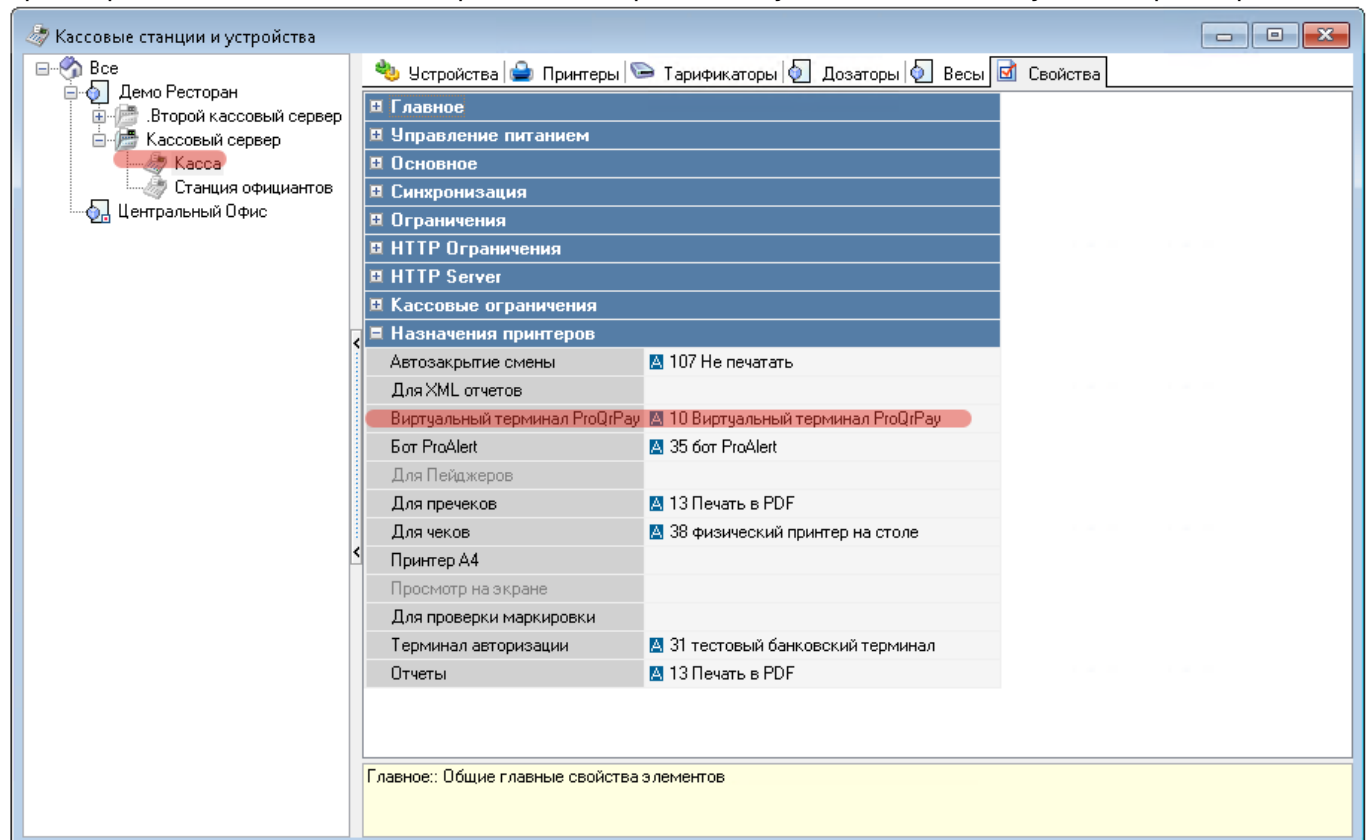 Кассовые станции и устройства
Все
Демо Ресторан
.Второй кассовый сервер
Кассовый сервер
Касса
Станция официантов
Центральный Офис
Устройства Принтеры Тарификаторы Дозаторы Весы Свойства
Главное
Управление питанием
Основное
Синхронизация
Ограничения
HTTP Ограничения
HTTP Server
Кассовые ограничения
Назначения принтеров
Автозакрытие смены A 107 Не печатать
Для XML отчетов
Виртуальный терминал ProQrPay A 10 Виртуальный терминал ProQrPay
Бот ProAlert A 35 бот ProAlert
Для Пейджеров
Для пречеков A 13 Печать в PDF
Для чеков A 38 физический принтер на столе
Принтер А4
Просмотр на экране
Для проверки маркировки
Терминал авторизации A 31 тестовый банковский терминал
Отчеты A 13 Печать в PDF
Главное:: Общие главные свойства элементов